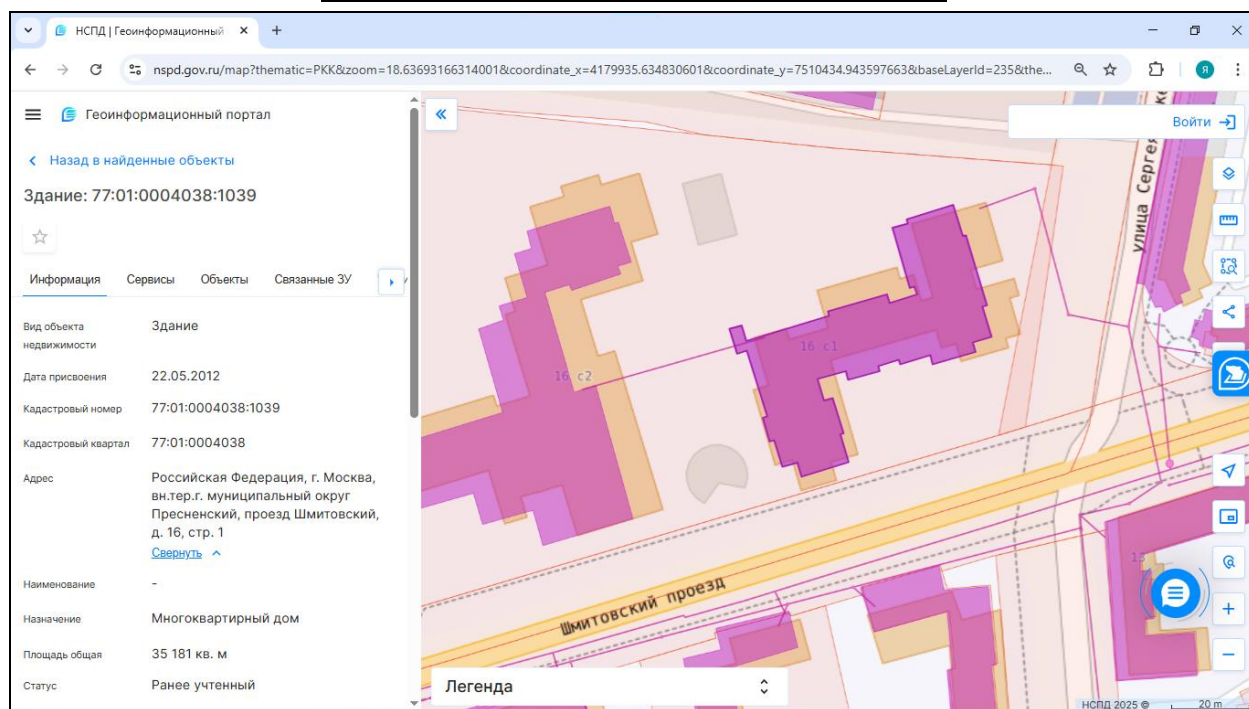 НСПД | Геоинформационный
nspd.gov.ru/map?thematic=PKK&zoom=18.63693166314001&coordinate_x=4179935.634830601&coordinate_y=7510434.943597663&baseLayerId=235&the...
Я
Геоинформационный портал
Войти
Назад в найденные объекты
Здание: 77:01:0004038:1039
Информация Сервисы Объекты Связанные ЗУ
Вид объекта недвижимости Здание
Дата присвоения 22.05.2012
Кадастровый номер 77:01:0004038:1039
Кадастровый квартал 77:01:0004038
Адрес Российская Федерация, г. Москва,
вн.тер.г. муниципальный округ
Пресненский, проезд Шмитовский,
д. 16, стр. 1
Свернуть
Наименование -
Назначение Многоквартирный дом
Площадь общая 35 181 кв. м
Статус Ранее учтенный
улица Сергея
16 с1
16 с2
13
Шмитовский проезд
Легенда
НСПД 2025 © 20 m